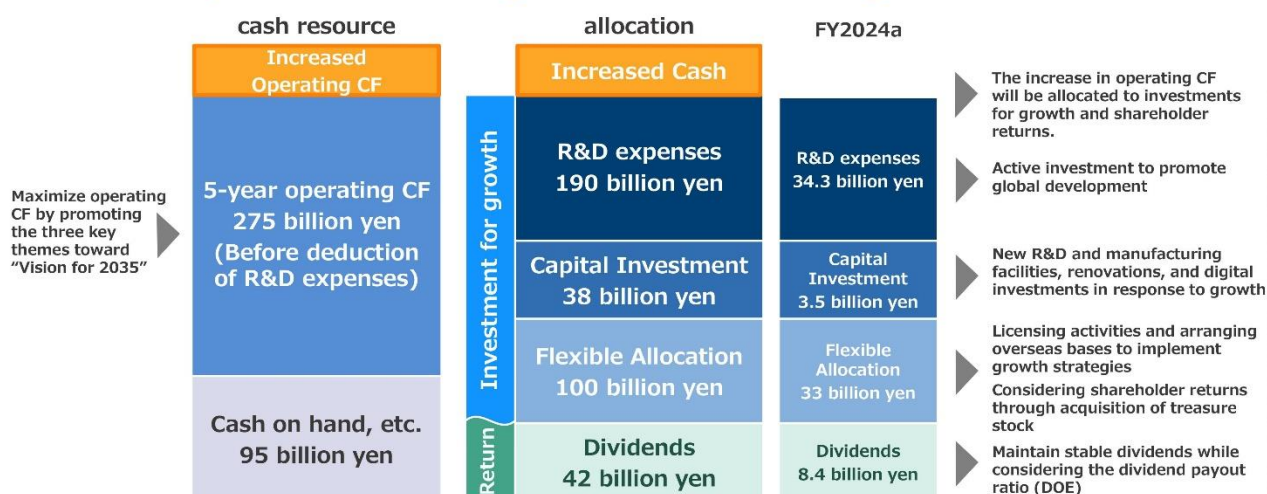 cash resource
allocation
FY2024a
Increased
Operating CF
Increased Cash
The increase in operating CF
will be allocated to investments
for growth and shareholder
returns.
Maximize operating
CF by promoting
the three key
themes toward
"Vision for 2035"
5-year operating CF
275 billion yen
(Before deduction
of R&D expenses)
Cash on hand, etc.
95 billion yen
Investment for growth
Return
R&D expenses
190 billion yen
R&D expenses
34.3 billion yen
Active investment to promote
global development
Capital Investment
38 billion yen
Capital
Investment
3.5 billion yen
New R&D and manufacturing
facilities, renovations, and digital
investments in response to growth
Flexible Allocation
100 billion yen
Flexible
Allocation
33 billion yen
Licensing activities and arranging
overseas bases to implement
growth strategies
Considering shareholder returns
through acquisition of treasure
stock
Dividends
42 billion yen
Dividends
8.4 billion yen
Maintain stable dividends while
considering the dividend payout
ratio (DOE)